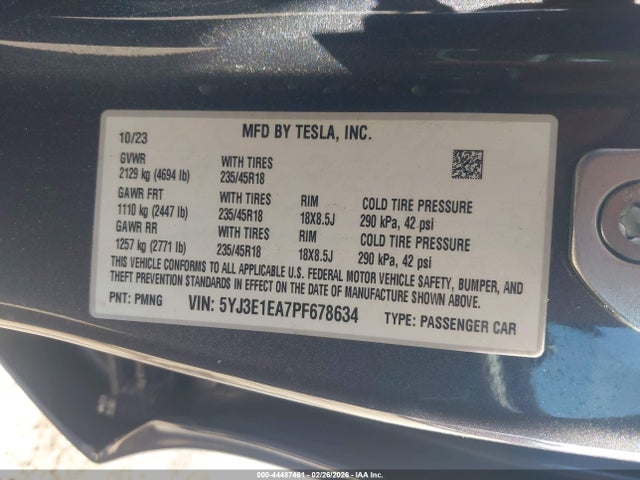 10/23 MFD BY TESLA, INC.
GVWR WITH TIRES
2129 kg (4694 lb) 235/45R18
GAWR FRT WITH TIRES RIM COLD TIRE PRESSURE
1110 kg (2447 lb) 235/45R18 18X8.5J 290 kPa, 42 psi
GAWR RR WITH TIRES RIM COLD TIRE PRESSURE
1257 kg (2771 lb) 235/45R18 18X8.5J 290 kPa, 42 psi
THIS VEHICLE CONFORMS TO ALL APPLICABLE U.S. FEDERAL MOTOR VEHICLE SAFETY, BUMPER, AND
THEFT PREVENTION STANDARDS IN EFFECT ON THE DATE OF MANUFACTURE SHOWN ABOVE.
PNT: PMNG VIN: 5YJ3E1EA7PF678634 TYPE: PASSENGER CAR
000-44487461 - 02/26/2026 - IAA Inc.